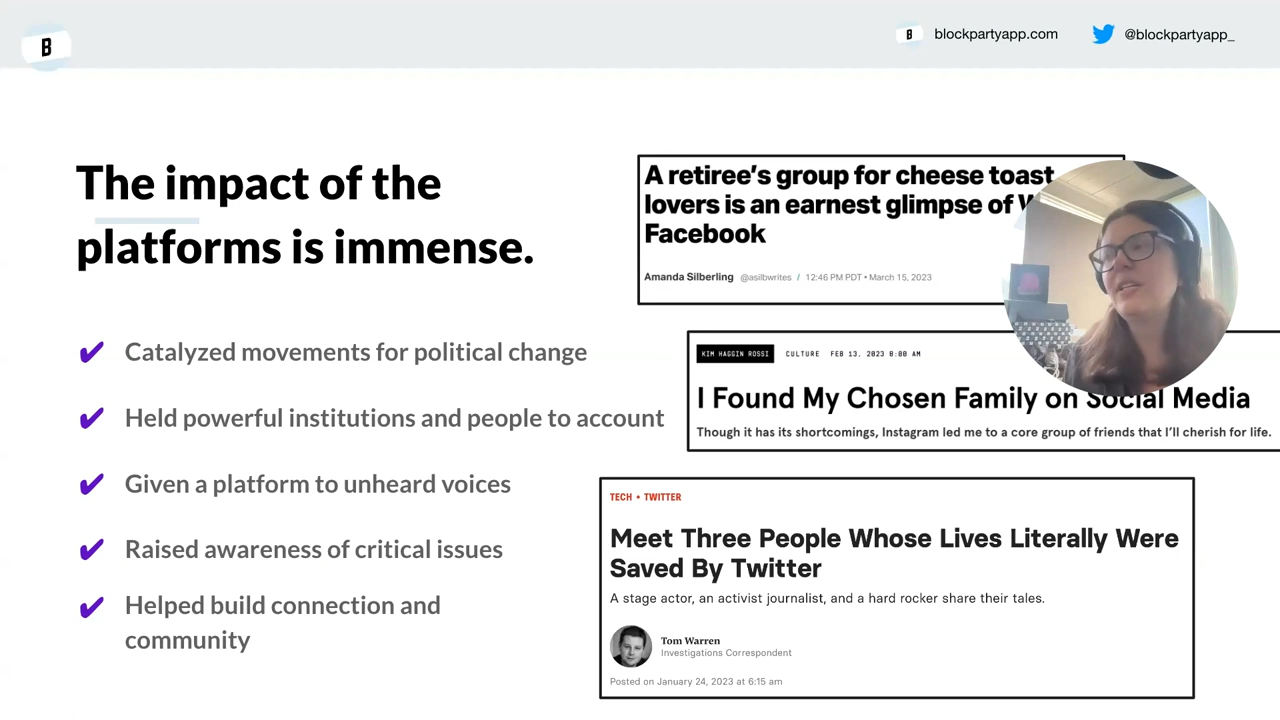 B
B blockpartyapp.com @blockpartyapp_
The impact of the
platforms is immense.
✔ Catalyzed movements for political change
✔ Held powerful institutions and people to account
✔ Given a platform to unheard voices
✔ Raised awareness of critical issues
✔ Helped build connection and
community
A retiree's group for cheese toast
lovers is an earnest glimpse of
Facebook
Amanda Silberling @asilbwrites / 12:46 PM PDT • March 15, 2023
KIM HAGGIN ROSSI CULTURE FEB 13, 2023 8:00 AM
I Found My Chosen Family on Social Media
Though it has its shortcomings, Instagram led me to a core group of friends that I'll cherish for life.
TECH • TWITTER
Meet Three People Whose Lives Literally Were
Saved By Twitter
A stage actor, an activist journalist, and a hard rocker share their tales.
Tom Warren
Investigations Correspondent
Posted on January 24, 2023 at 6:15 am